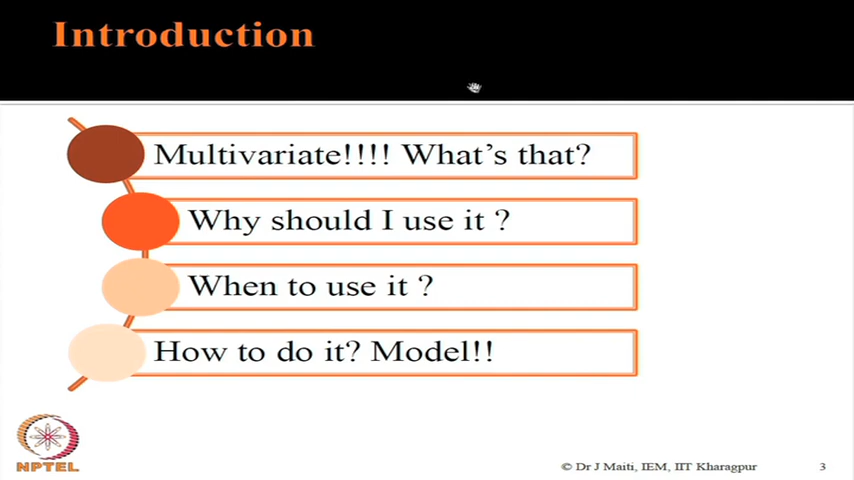 Introduction
Multivariate!!!! What's that?
Why should I use it ?
When to use it ?
How to do it? Model!!
NPTEL
© Dr J Maiti, IEM, IIT Kharagpur
3